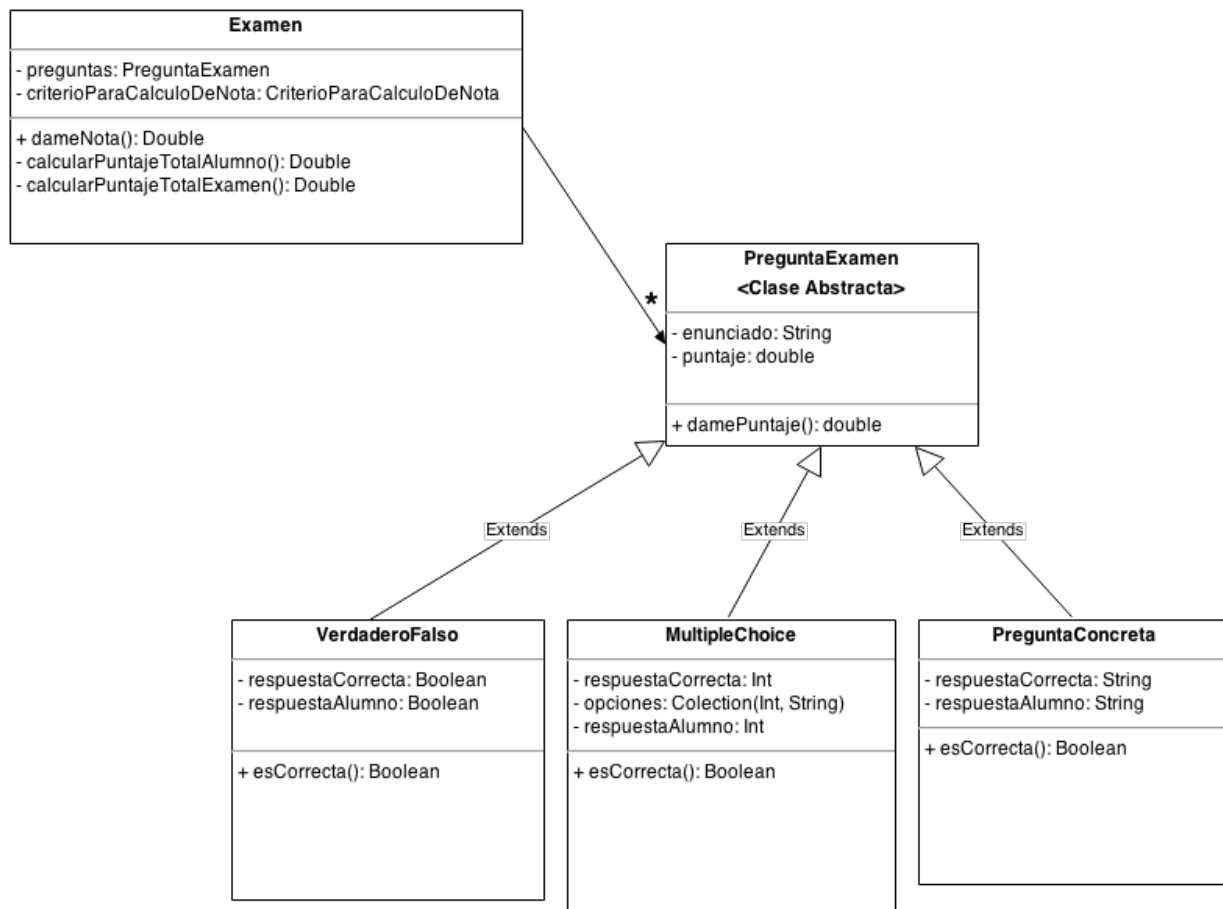 Examen
- preguntas: PreguntaExamen
- criterioParaCalculoDeNota: CriterioParaCalculoDeNota
+ dameNota(): Double
- calcularPuntajeTotalAlumno(): Double
- calcularPuntajeTotalExamen(): Double
*
PreguntaExamen
<Clase Abstracta>
- enunciado: String
- puntaje: double
+ damePuntaje(): double
Extends
Extends
Extends
VerdaderoFalso
- respuestaCorrecta: Boolean
- respuestaAlumno: Boolean
+ esCorrecta(): Boolean
MultipleChoice
- respuestaCorrecta: Int
- opciones: Colection(Int, String)
- respuestaAlumno: Int
+ esCorrecta(): Boolean
PreguntaConcreta
- respuestaCorrecta: String
- respuestaAlumno: String
+ esCorrecta(): Boolean